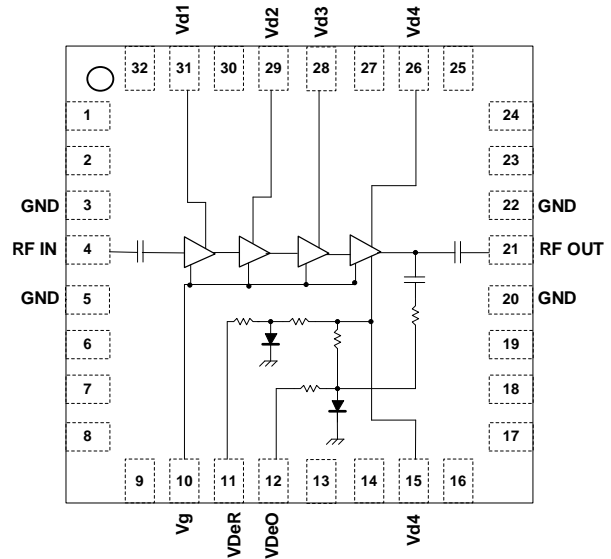 Vd1 Vd2 Vd3 Vd4
32 31 30 29 28 27 26 25
1 24
2 23
GND 3 22 GND
RF IN 4 21 RF OUT
GND 5 20 GND
6 19
7 18
8 17
9 10 11 12 13 14 15 16
Vg VDeR VDeO Vd4